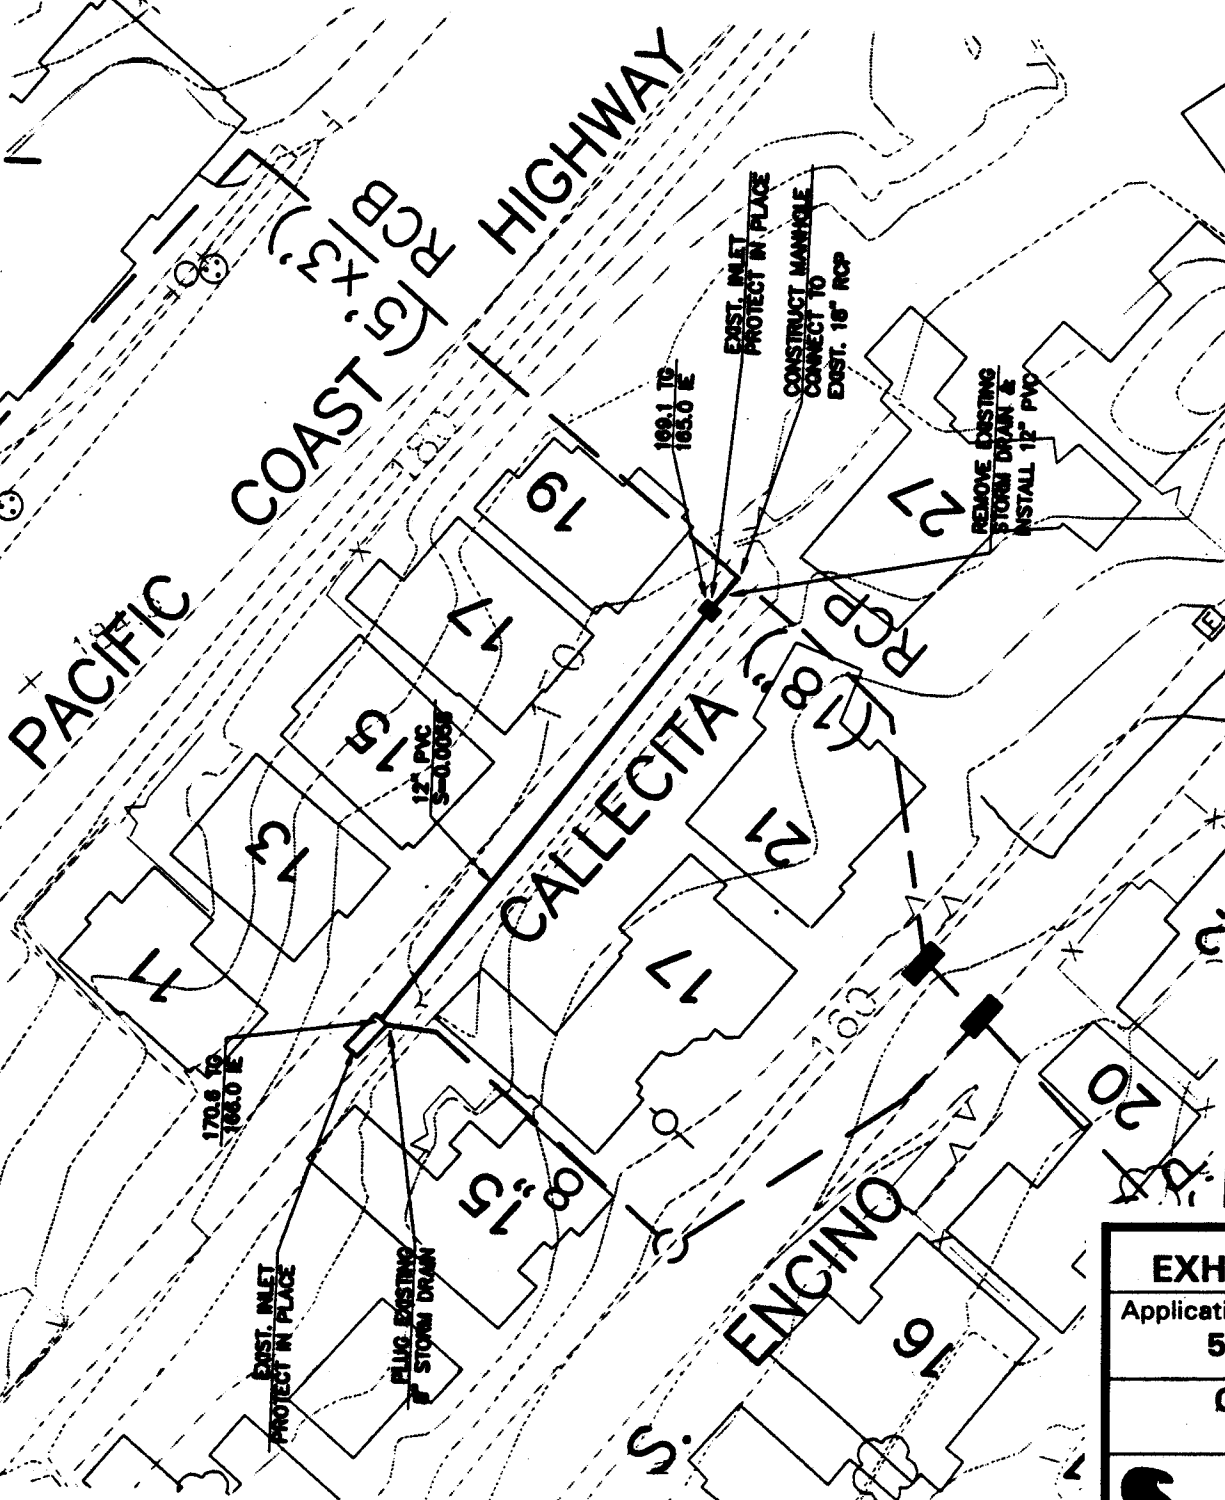 PACIFIC COAST HIGHWAY
(5'x3')
RCB
EXIST. INLET
PROTECT IN PLACE
CONSTRUCT MANHOLE
CONNECT TO
EXIST. 18" RCP
169.1 TG
165.0 IE
REMOVE EXISTING
STORM DRAIN &
INSTALL 12" PVC
19
17
15
13
11
27
12" PVC
CALLECITA
(18")
RCP
E
21
17
15
8"
160
170.6 TG
166.0 IE
EXIST. INLET
PROTECT IN PLACE
PLUG EXISTING
8" STORM DRAIN
S. ENCINO
16
20
2
EXH
Applicati
5